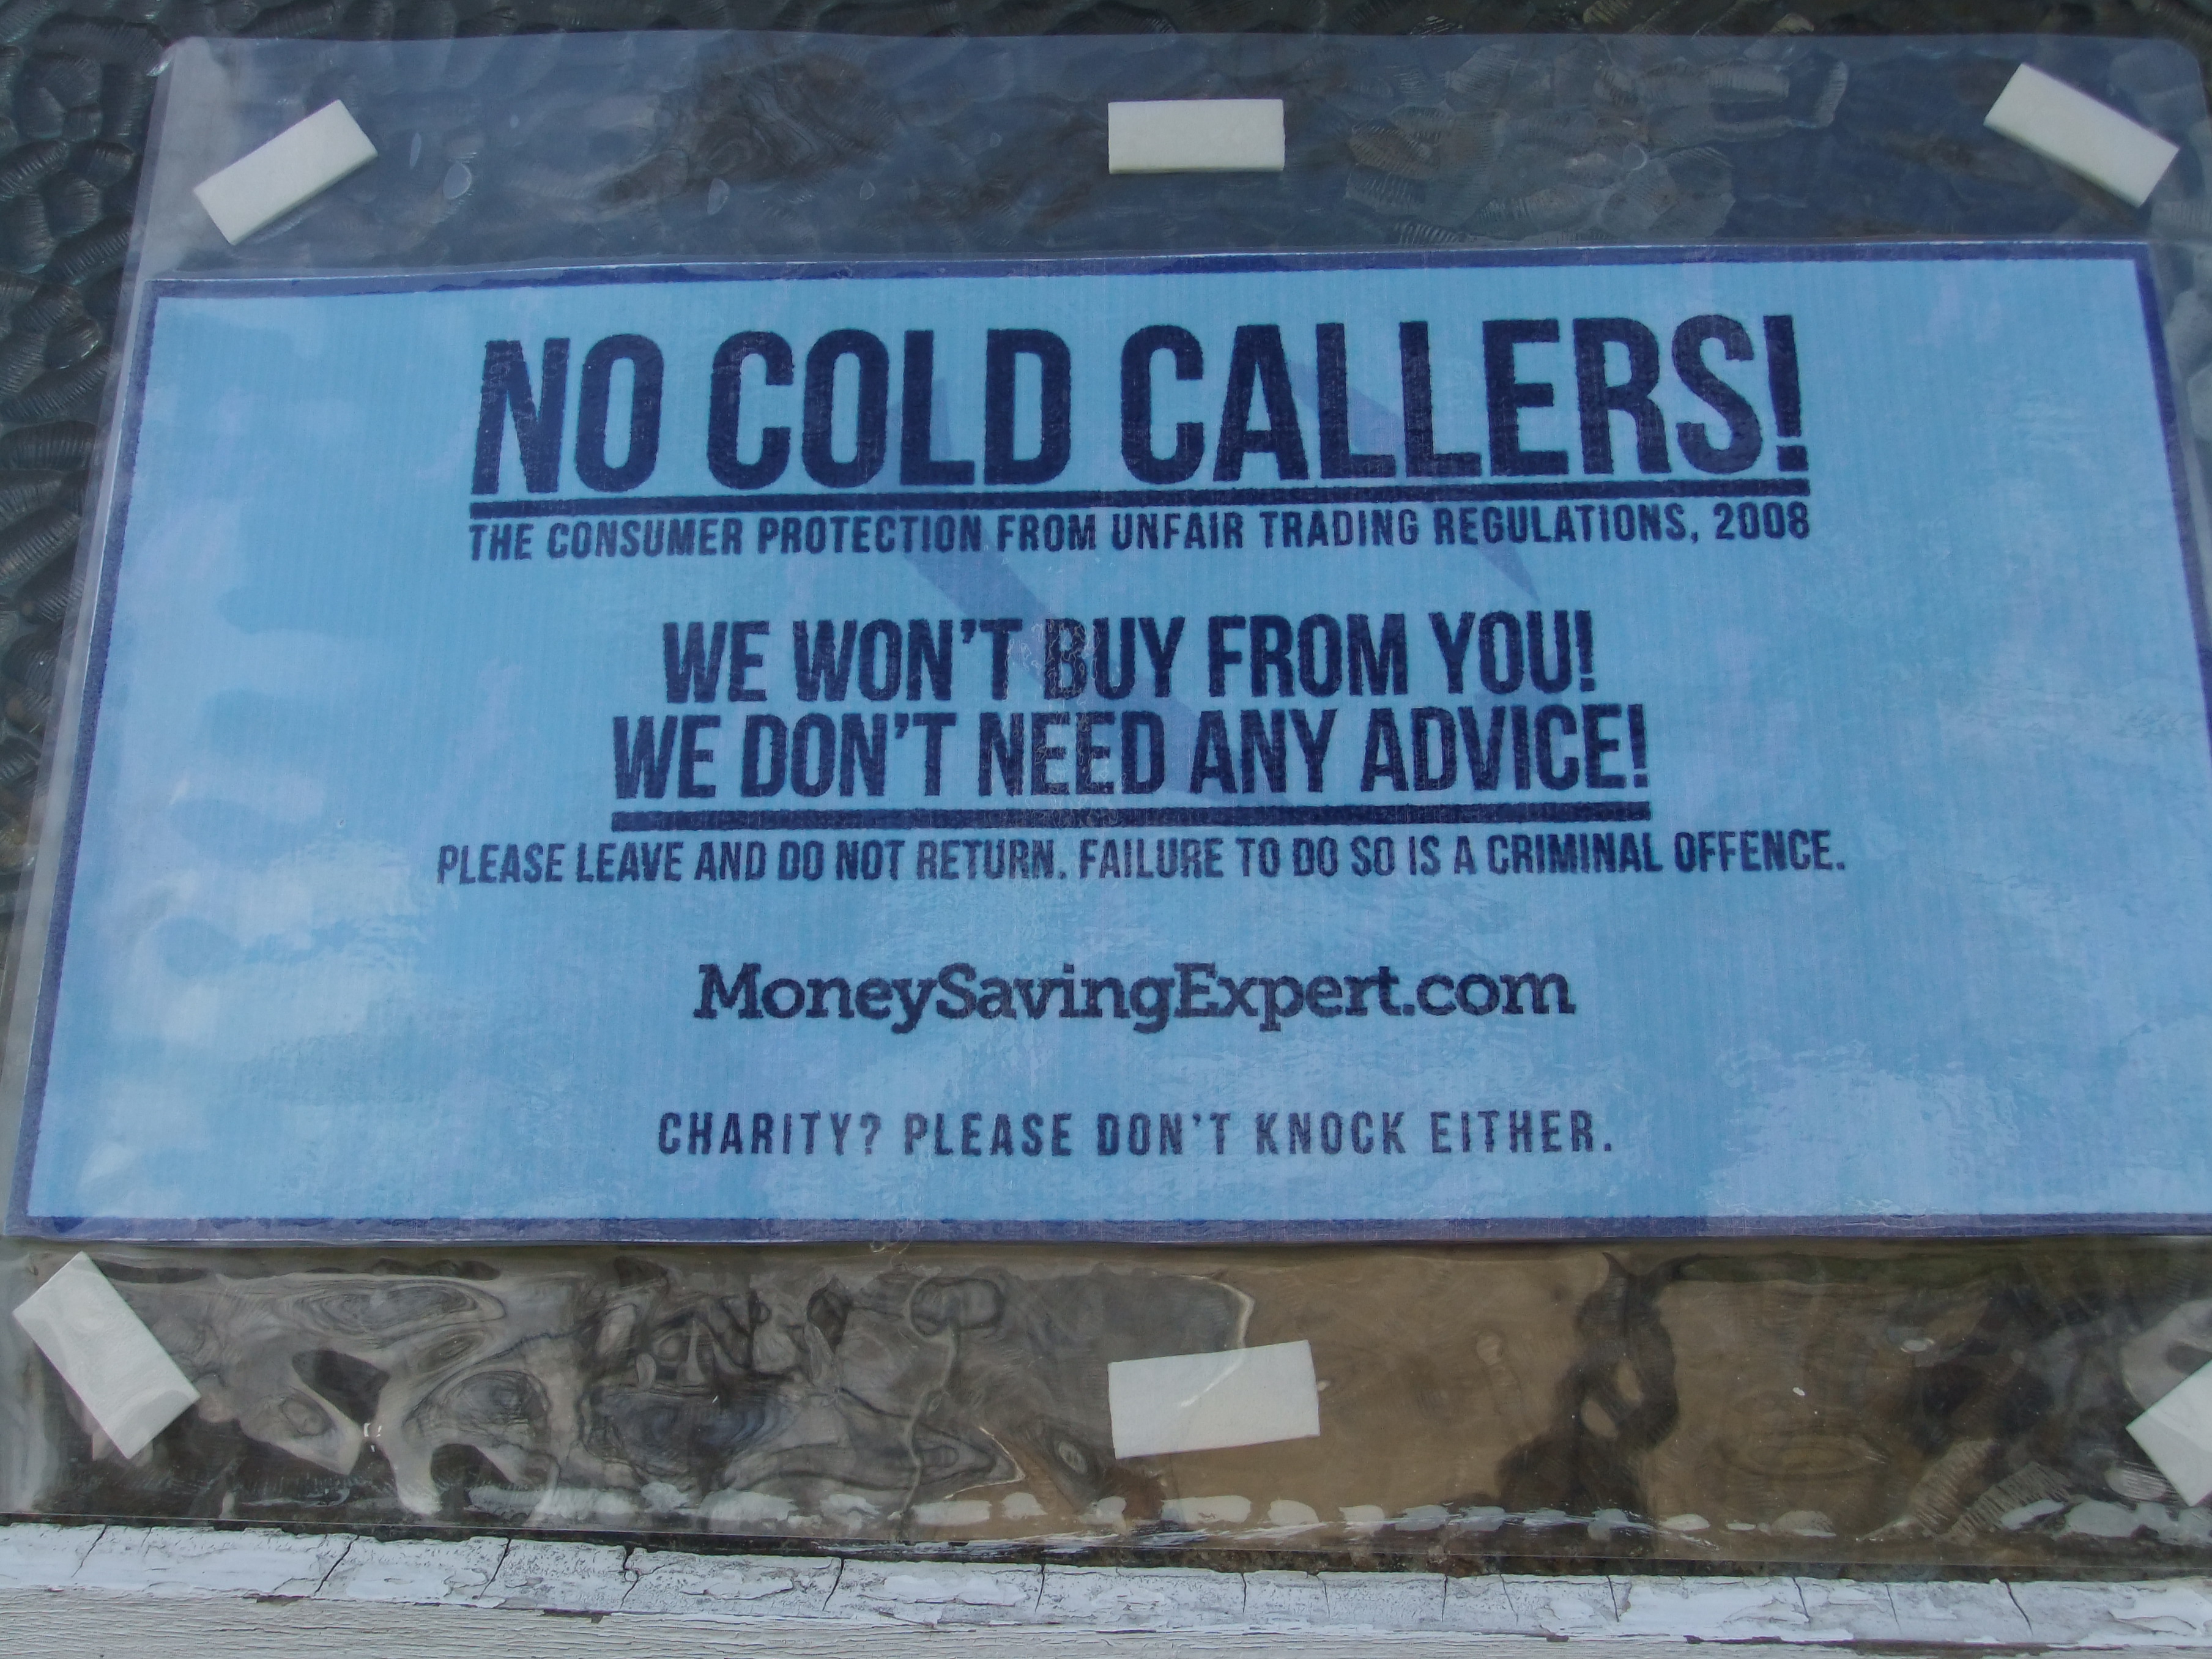 NO COLD CALLERS!
THE CONSUMER PROTECTION FROM UNFAIR TRADING REGULATIONS, 2008
WE WON'T BUY FROM YOU!
WE DON'T NEED ANY ADVICE!
PLEASE LEAVE AND DO NOT RETURN. FAILURE TO DO SO IS A CRIMINAL OFFENCE.
MoneySavingExpert.com
CHARITY? PLEASE DON'T KNOCK EITHER.